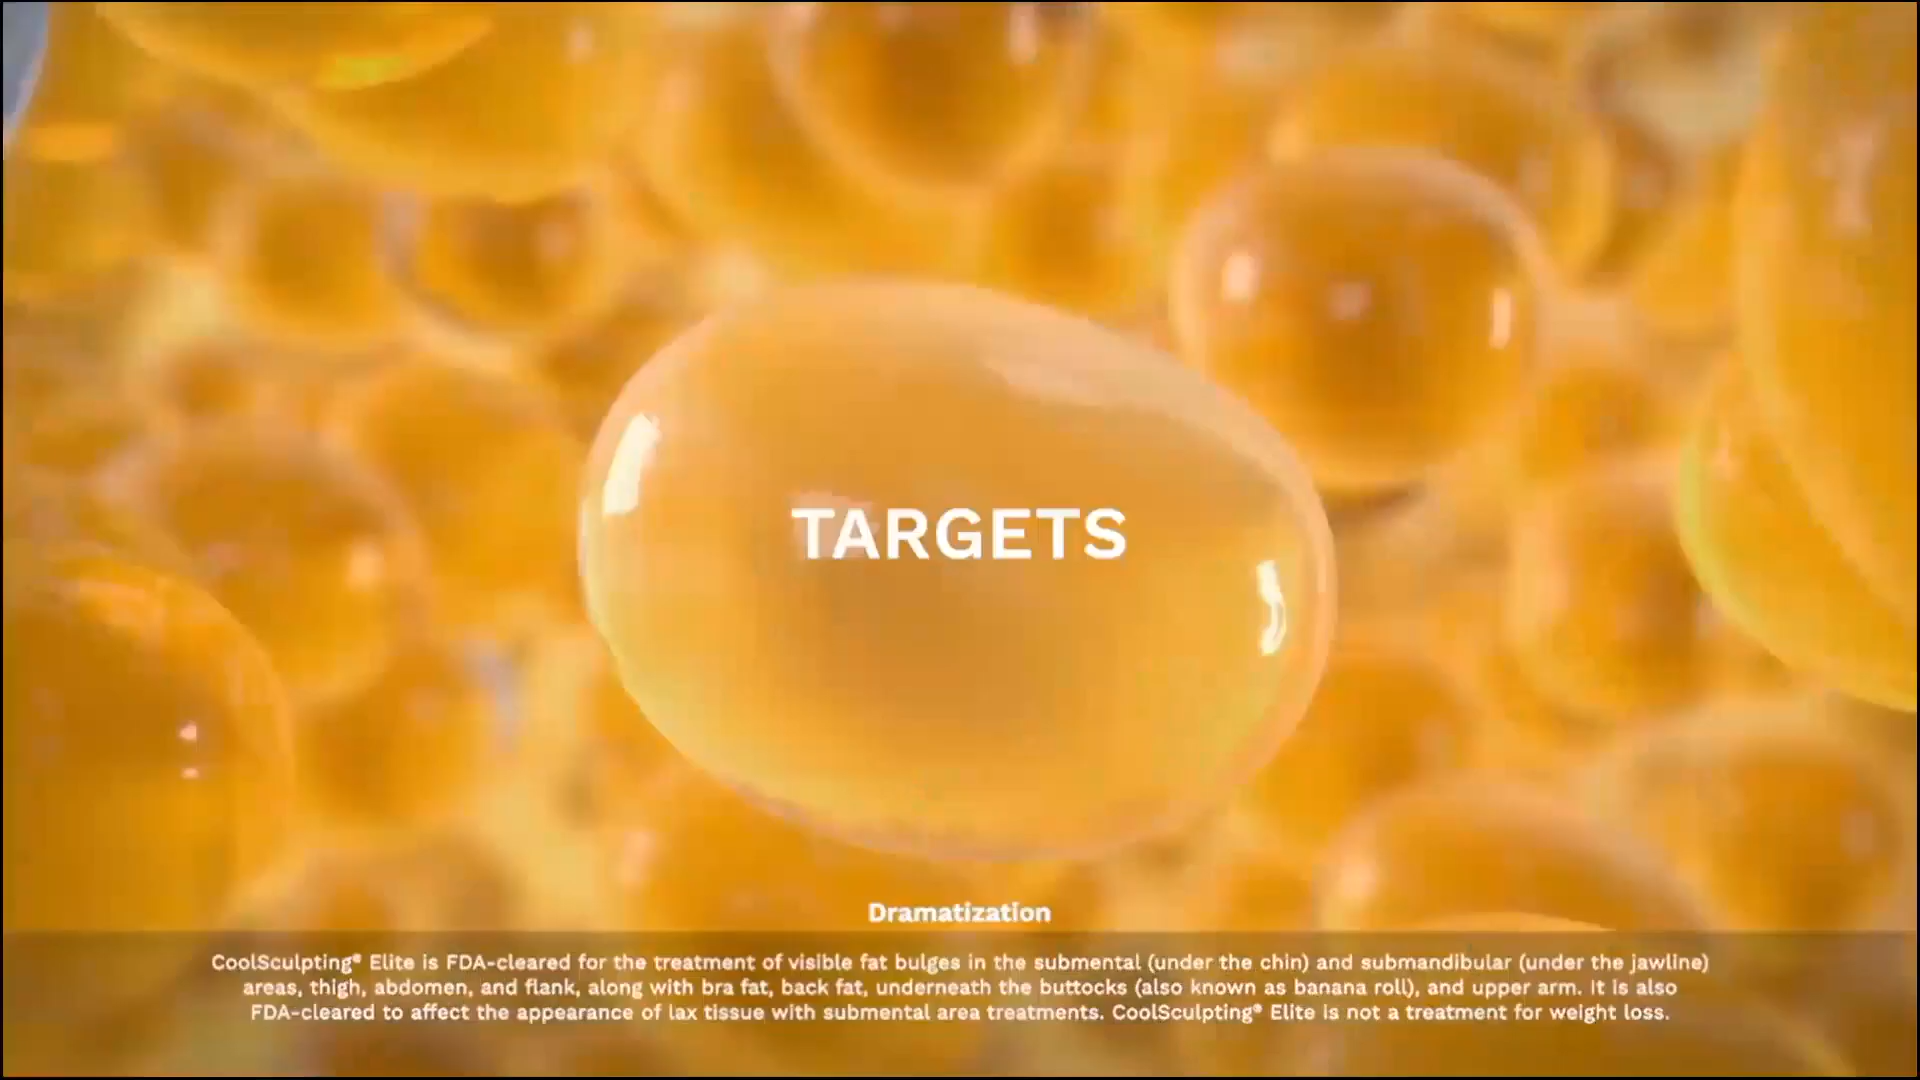 TARGETS
Dramatization
CoolSculpting® Elite is FDA-cleared for the treatment of visible fat bulges in the submental (under the chin) and submandibular (under the jawline)
areas, thigh, abdomen, and flank, along with bra fat, back fat, underneath the buttocks (also known as banana roll), and upper arm. It is also
FDA-cleared to affect the appearance of lax tissue with submental area treatments. CoolSculpting® Elite is not a treatment for weight loss.